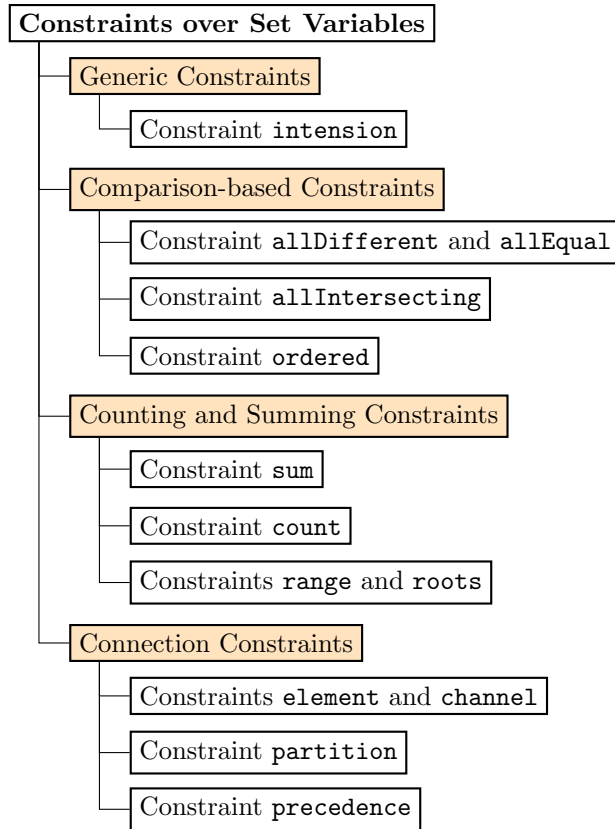 Constraints over Set Variables
Generic Constraints
Constraint intension
Comparison-based Constraints
Constraint allDifferent and allEqual
Constraint allIntersecting
Constraint ordered
Counting and Summing Constraints
Constraint sum
Constraint count
Constraints range and roots
Connection Constraints
Constraints element and channel
Constraint partition
Constraint precedence